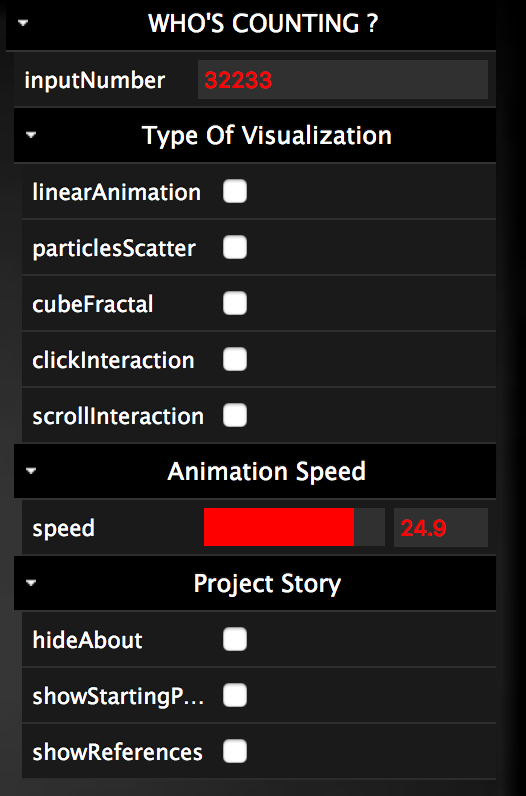 WHO'S COUNTING ?
inputNumber 32233
Type Of Visualization
linearAnimation
particlesScatter
cubeFractal
clickInteraction
scrollInteraction
Animation Speed
speed 24.9
Project Story
hideAbout
showStartingP...
showReferences